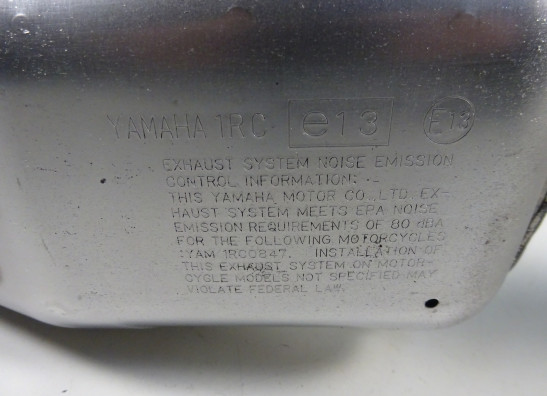 YAMAHA 1RC e13 E13
EXHAUST SYSTEM NOISE EMISSION
CONTROL INFORMATION:
THIS YAMAHA MOTOR CO., LTD. EX-
HAUST SYSTEM MEETS EPA NOISE
EMISSION REQUIREMENTS OF 80 dBA
FOR THE FOLLOWING MOTORCYCLES
:YAM 1RC0847. INSTALLATION OF
THIS EXHAUST SYSTEM ON MOTOR-
CYCLE MODELS NOT SPECIFIED MAY
VIOLATE FEDERAL LAW.